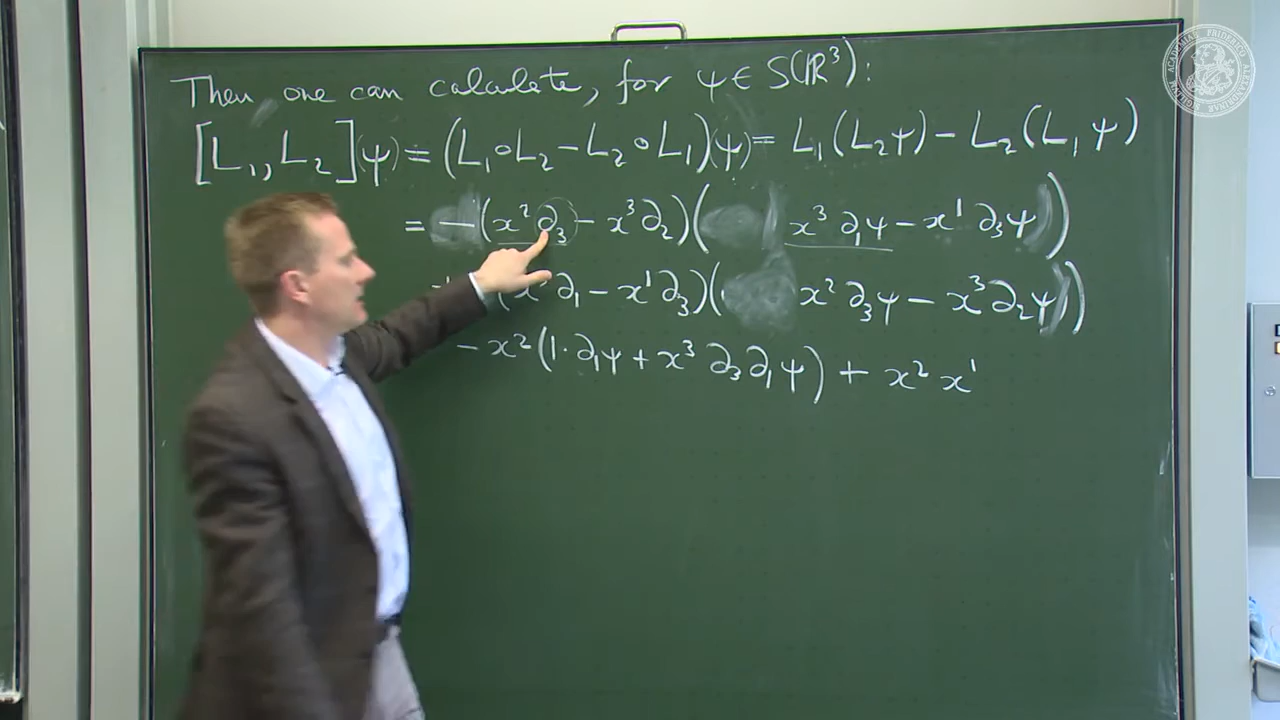 Then one can calculate, for ψ ∈ S(ℝ³):
[L₁, L₂](ψ) = (L₁∘L₂ − L₂∘L₁)(ψ) = L₁(L₂ψ) − L₂(L₁ψ)
= −(x²∂₃ − x³∂₂)( x³∂₁ψ − x¹∂₃ψ )
∂₁ − x¹∂₃)( x²∂₃ψ − x³∂₂ψ )
− x²(1·∂₁ψ + x³∂₃∂₁ψ) + x²x¹